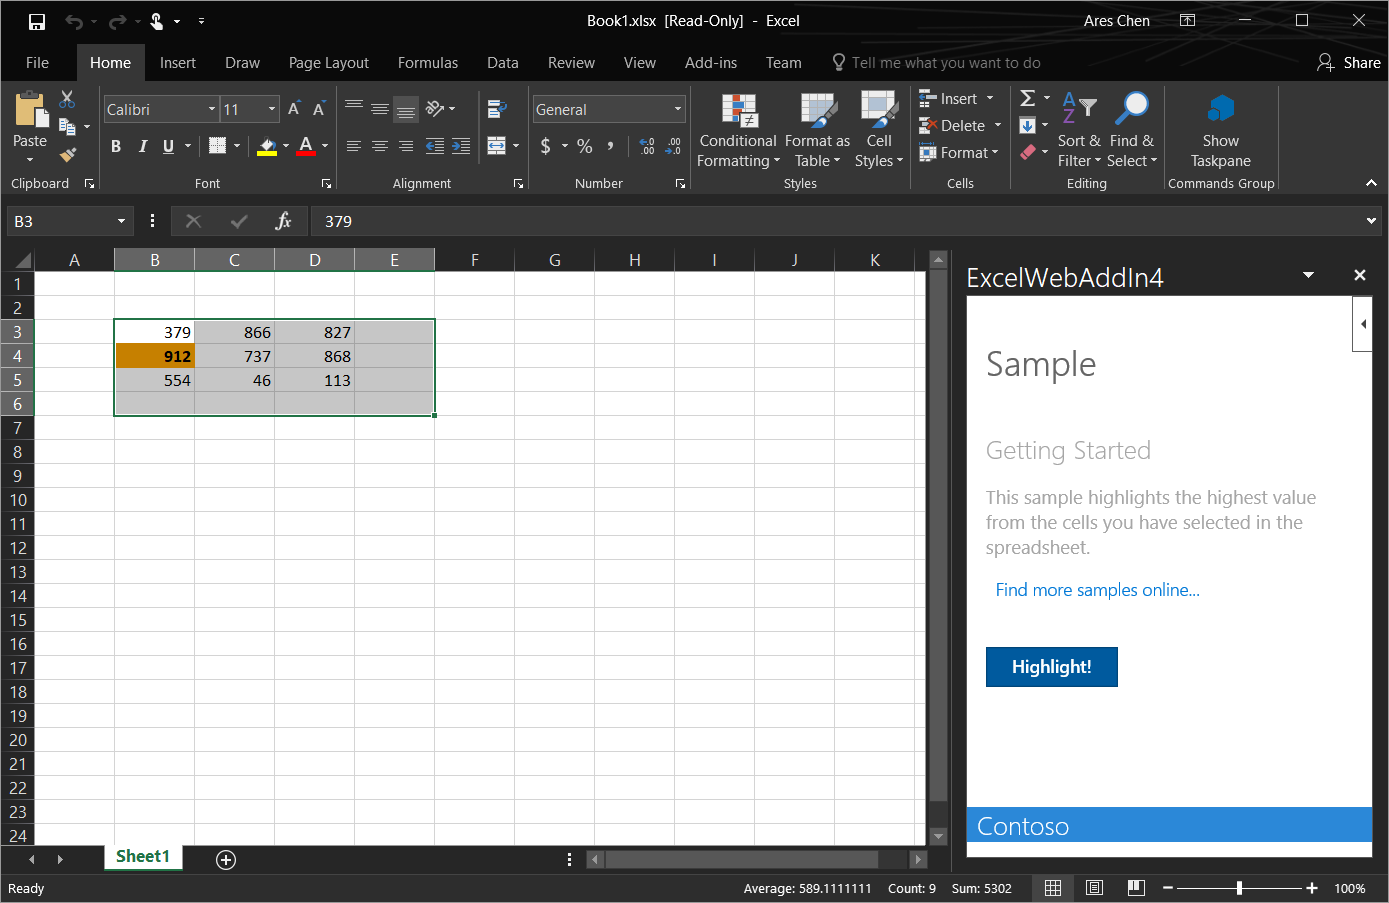 Book1.xlsx [Read-Only] - Excel
Ares Chen
File Home Insert Draw Page Layout Formulas Data Review View Add-ins Team Tell me what you want to do Share
Paste
Clipboard
Calibri 11
A A
B I U A
Font
Alignment
General
$ % ,
.0 .00
.00 .0
Number
Conditional Formatting
Format as Table
Cell Styles
Styles
Insert
Delete
Format
Cells
Σ
A
Z
Sort & Filter
Find & Select
Editing
Show Taskpane
Commands Group
B3 fx 379
A B C D E F G H I J K
1
2
3 379 866 827
4 912 737 868
5 554 46 113
6
7
8
9
10
11
12
13
14
15
16
17
18
19
20
21
22
23
24
ExcelWebAddIn4
Sample
Getting Started
This sample highlights the highest value
from the cells you have selected in the
spreadsheet.
Find more samples online...
Highlight!
Contoso
Sheet1
Ready Average: 589.1111111 Count: 9 Sum: 5302 100%